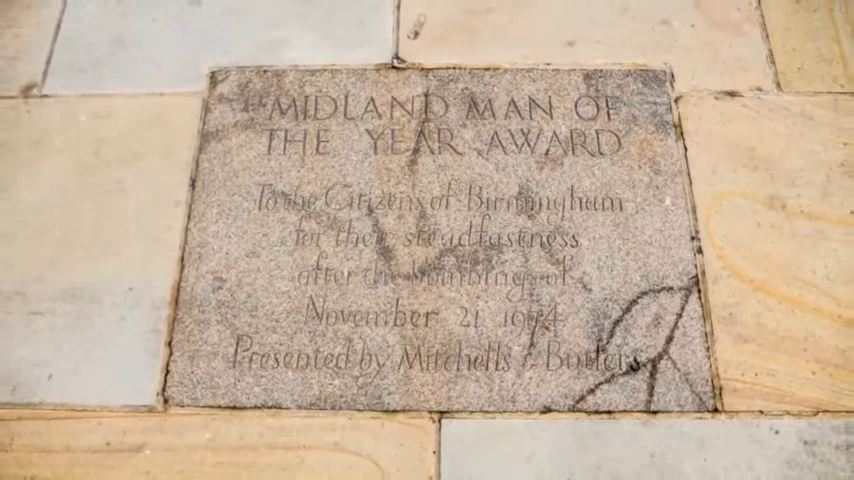 MIDLAND MAN OF
THE YEAR AWARD
To the Citizens of Birmingham
for their steadfastness
after the bombings of
November 21 1974
Presented by Mitchells & Butlers